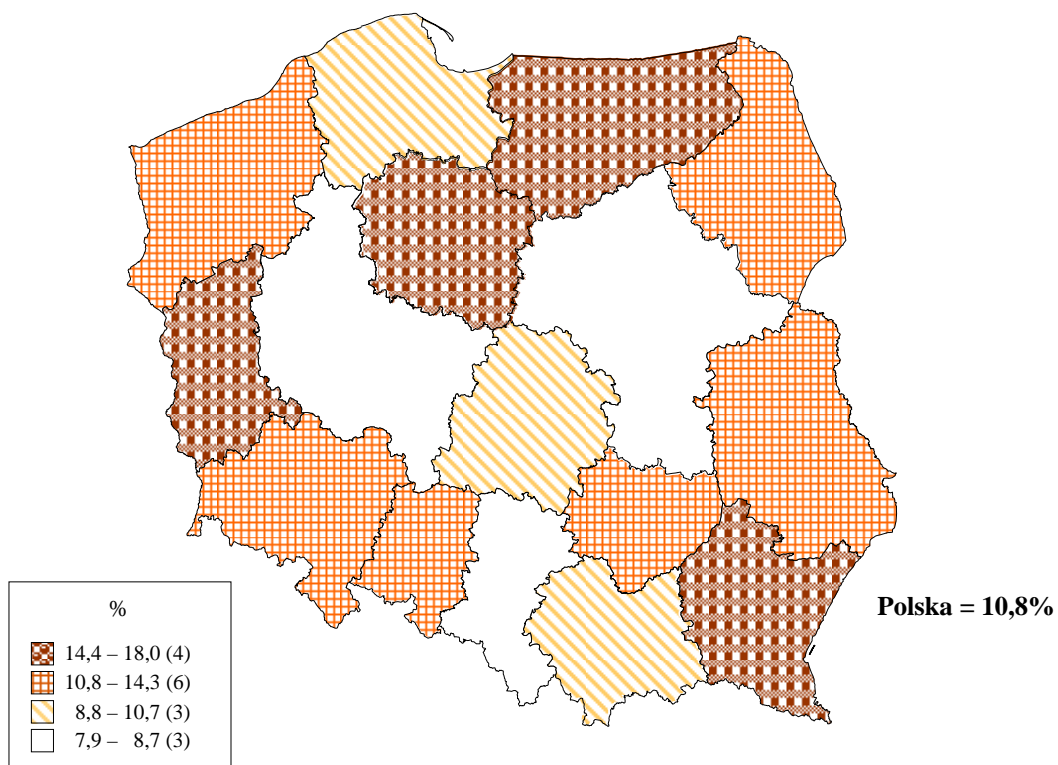 Polska = 10,8%
%
14,4 – 18,0 (4)
10,8 – 14,3 (6)
8,8 – 10,7 (3)
7,9 – 8,7 (3)